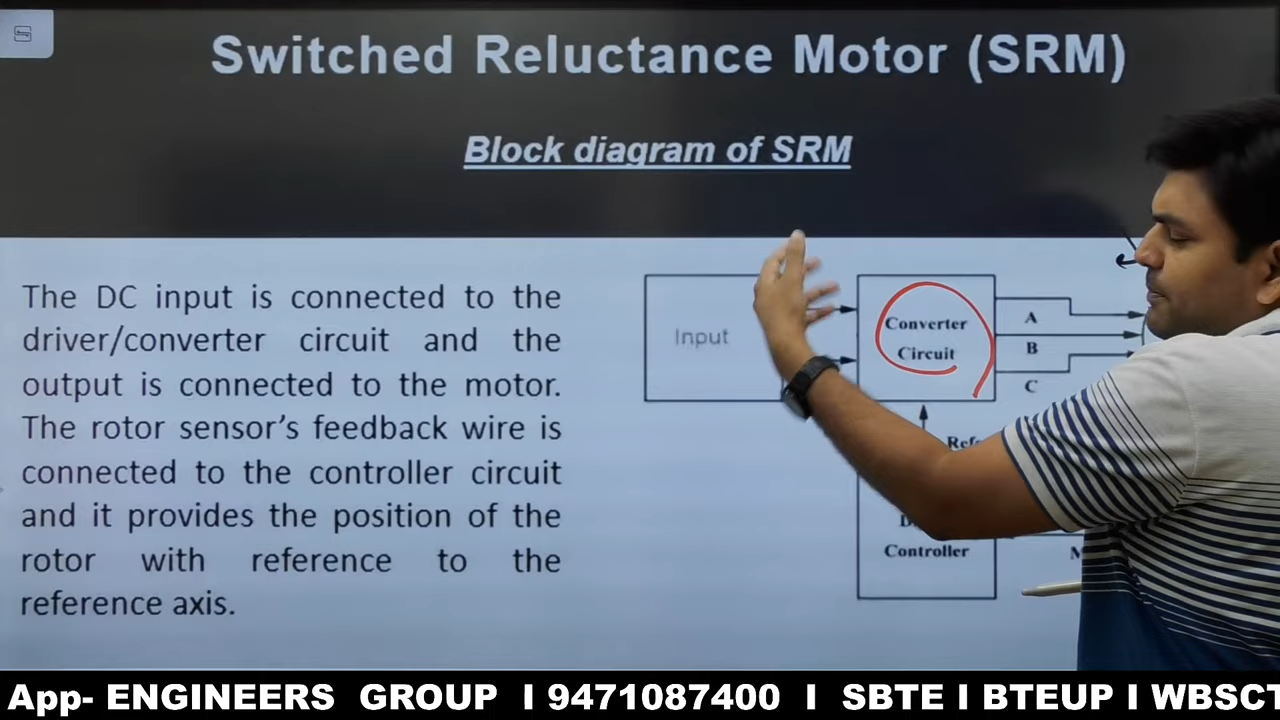 Switched Reluctance Motor (SRM)
Block diagram of SRM
The DC input is connected to the
driver/converter circuit and the
output is connected to the motor.
The rotor sensor’s feedback wire is
connected to the controller circuit
and it provides the position of the
rotor with reference to the
reference axis.
Input
Converter
Circuit
A
B
C
Controller
App- ENGINEERS GROUP I 9471087400 I SBTE I BTEUP I WBSCT